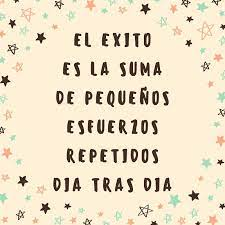 EL EXITO
ES LA SUMA
DE PEQUEÑOS
ESFUERZOS
REPETIDOS
DIA TRAS DIA